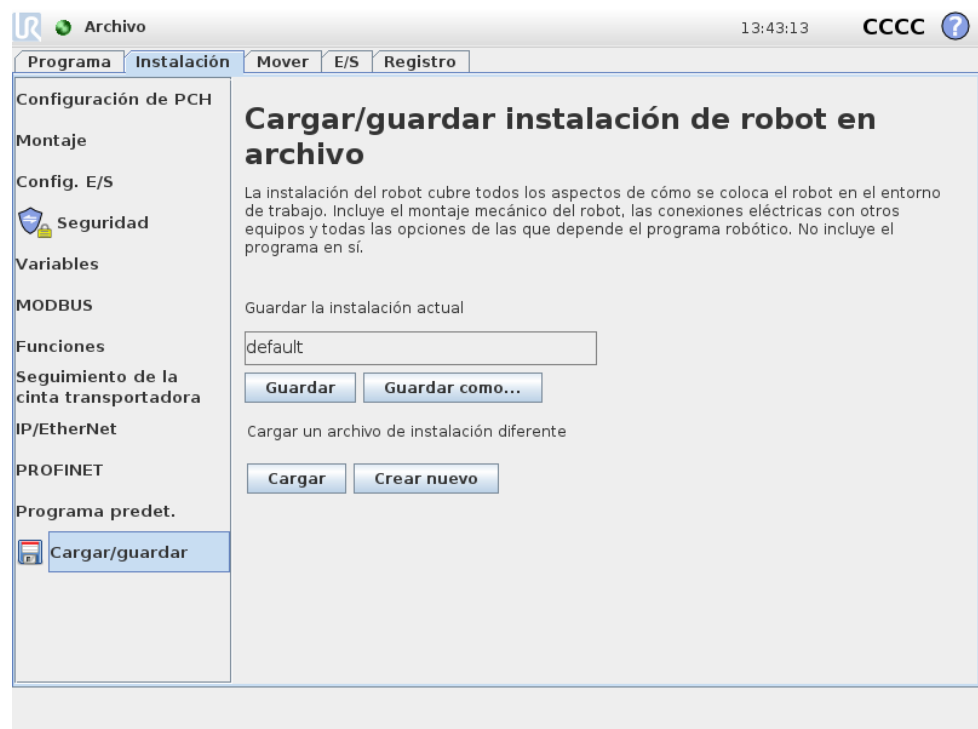 UR Archivo 13:43:13 CCCC ?
Programa Instalación Mover E/S Registro
Configuración de PCH
Montaje
Config. E/S
Seguridad
Variables
MODBUS
Funciones
Seguimiento de la
cinta transportadora
IP/EtherNet
PROFINET
Programa predet.
Cargar/guardar
Cargar/guardar instalación de robot en
archivo
La instalación del robot cubre todos los aspectos de cómo se coloca el robot en el entorno
de trabajo. Incluye el montaje mecánico del robot, las conexiones eléctricas con otros
equipos y todas las opciones de las que depende el programa robótico. No incluye el
programa en sí.
Guardar la instalación actual
default
Guardar Guardar como...
Cargar un archivo de instalación diferente
Cargar Crear nuevo